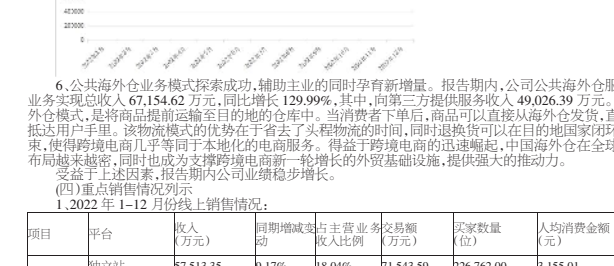 400000
200000
0
6、公共海外仓业务模式探索成功，辅助主业的同时孕育新增量。报告期内，公司公共海外仓服
业务实现总收入 67,154.62 万元，同比增长 129.99%，其中，向第三方提供服务收入 49,026.39 万元。
外仓模式，是将商品提前运输至目的地的仓库中。当消费者下单后，商品可以直接从海外仓发货，直
抵达用户手里。该物流模式的优势在于省去了头程物流的时间，同时退换货可以在目的地国家闭环
束，使得跨境电商几乎等同于本地化的电商服务。得益于跨境电商的迅速崛起，中国海外仓在全球
布局越来越密，同时也成为支撑跨境电商新一轮增长的外贸基础设施，提供强大的推动力。
受益于上述因素，报告期内公司业绩稳步增长。
（四）重点销售情况列示
1、2022 年 1-12 月份线上销售情况：
项目 平台 收入（万元） 同期增减变动 占主营业务收入比例 交易额（万元） 买家数量（位） 人均消费金额（元）
独立站 57,513.35 9.17% 18.04% 71,543.59 226,762.00 3,155.01